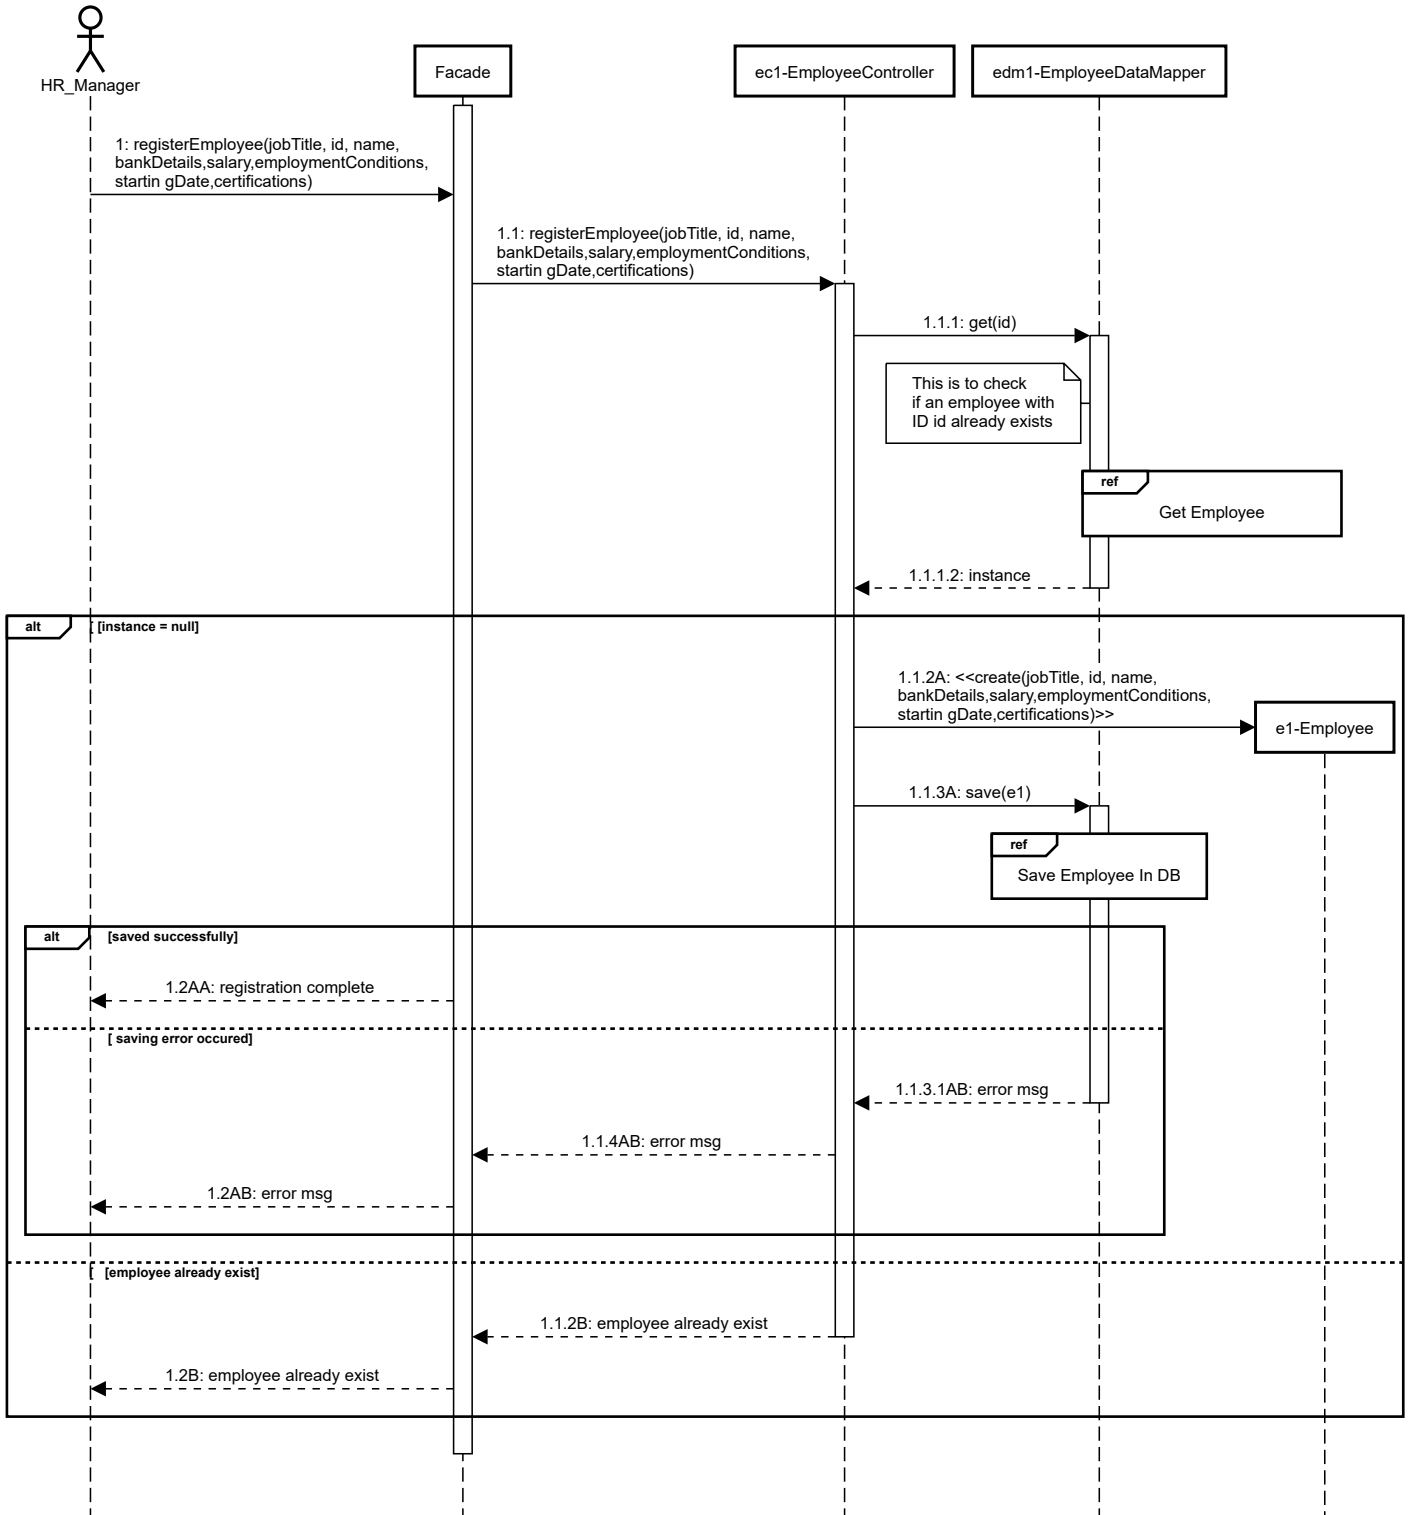 HR_Manager
Facade
ec1-EmployeeController
edm1-EmployeeDataMapper
1: registerEmployee(jobTitle, id, name,
bankDetails,salary,employmentConditions,
startin gDate,certifications)
1.1: registerEmployee(jobTitle, id, name,
bankDetails,salary,employmentConditions,
startin gDate,certifications)
1.1.1: get(id)
This is to check
if an employee with
ID id already exists
ref
Get Employee
1.1.1.2: instance
alt
[ [instance = null]
1.1.2A: <<create(jobTitle, id, name,
bankDetails,salary,employmentConditions,
startin gDate,certifications)>>
e1-Employee
1.1.3A: save(e1)
ref
Save Employee In DB
alt
[saved successfully]
1.2AA: registration complete
[ saving error occured]
1.1.3.1AB: error msg
1.1.4AB: error msg
1.2AB: error msg
[ [employee already exist]
1.1.2B: employee already exist
1.2B: employee already exist